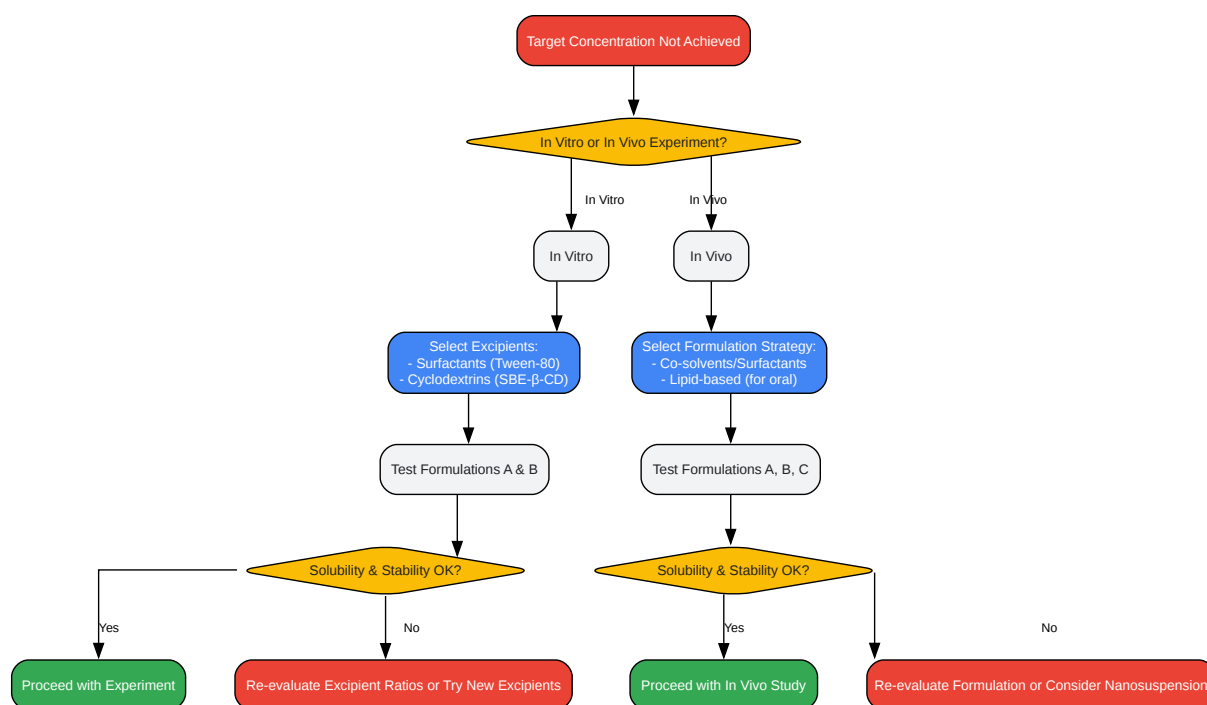 Target Concentration Not Achieved
In Vitro or In Vivo Experiment?
In Vitro
In Vivo
In Vitro
In Vivo
Select Excipients:
- Surfactants (Tween-80)
- Cyclodextrins (SBE-β-CD)
Select Formulation Strategy:
- Co-solvents/Surfactants
- Lipid-based (for oral)
Test Formulations A & B
Test Formulations A, B, C
Solubility & Stability OK?
Solubility & Stability OK?
Yes
No
Yes
No
Proceed with Experiment
Re-evaluate Excipient Ratios or Try New Excipients
Proceed with In Vivo Study
Re-evaluate Formulation or Consider Nanosuspension